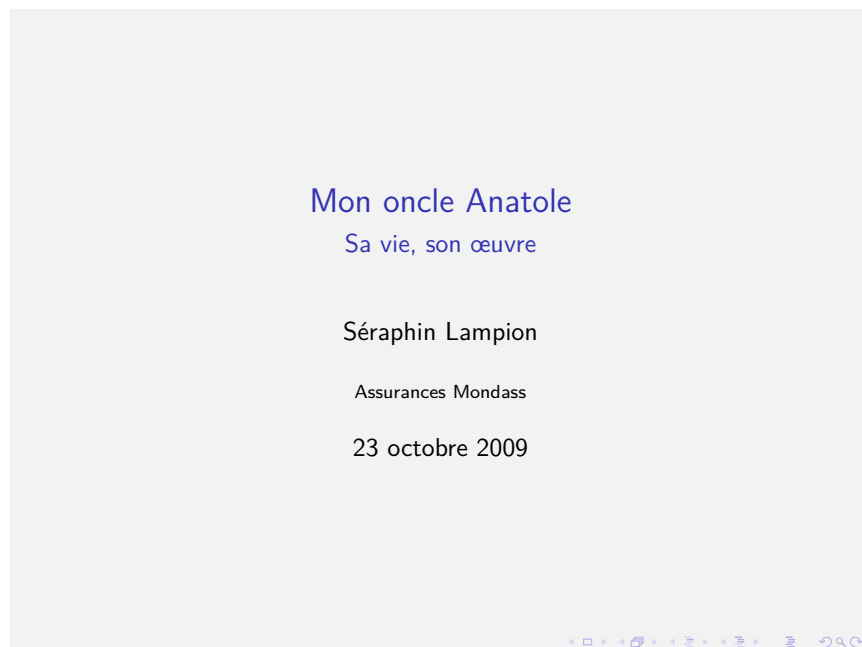 Mon oncle Anatole
Sa vie, son œuvre
Séraphin Lampion
Assurances Mondass
23 octobre 2009